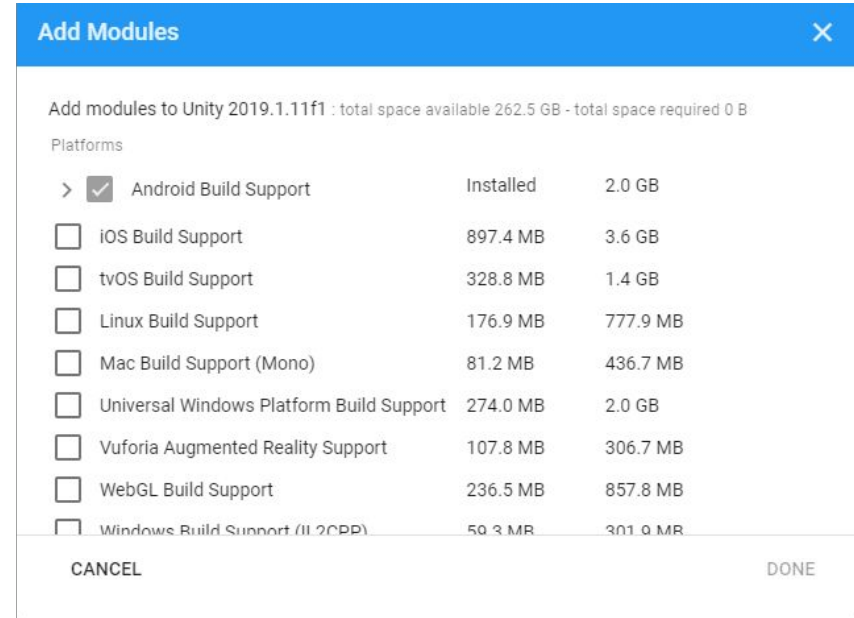 Add Modules
Add modules to Unity 2019.1.11f1 : total space available 262.5 GB - total space required 0 B
Platforms
Android Build Support Installed 2.0 GB
iOS Build Support 897.4 MB 3.6 GB
tvOS Build Support 328.8 MB 1.4 GB
Linux Build Support 176.9 MB 777.9 MB
Mac Build Support (Mono) 81.2 MB 436.7 MB
Universal Windows Platform Build Support 274.0 MB 2.0 GB
Vuforia Augmented Reality Support 107.8 MB 306.7 MB
WebGL Build Support 236.5 MB 857.8 MB
Windows Build Support (IL2CPP) 59.3 MB 301.9 MB
CANCEL DONE